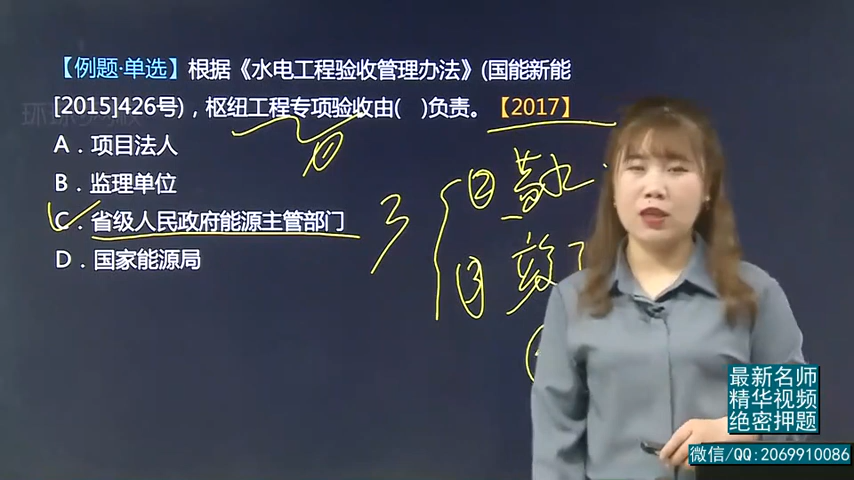 【例题·单选】根据《水电工程验收管理办法》(国能新能
[2015]426号)，枢纽工程专项验收由( )负责。【2017】
A．项目法人
B．监理单位
C．省级人民政府能源主管部门
D．国家能源局
蓄水
最新名师
精华视频
绝密押题
微信/QQ:2069910086